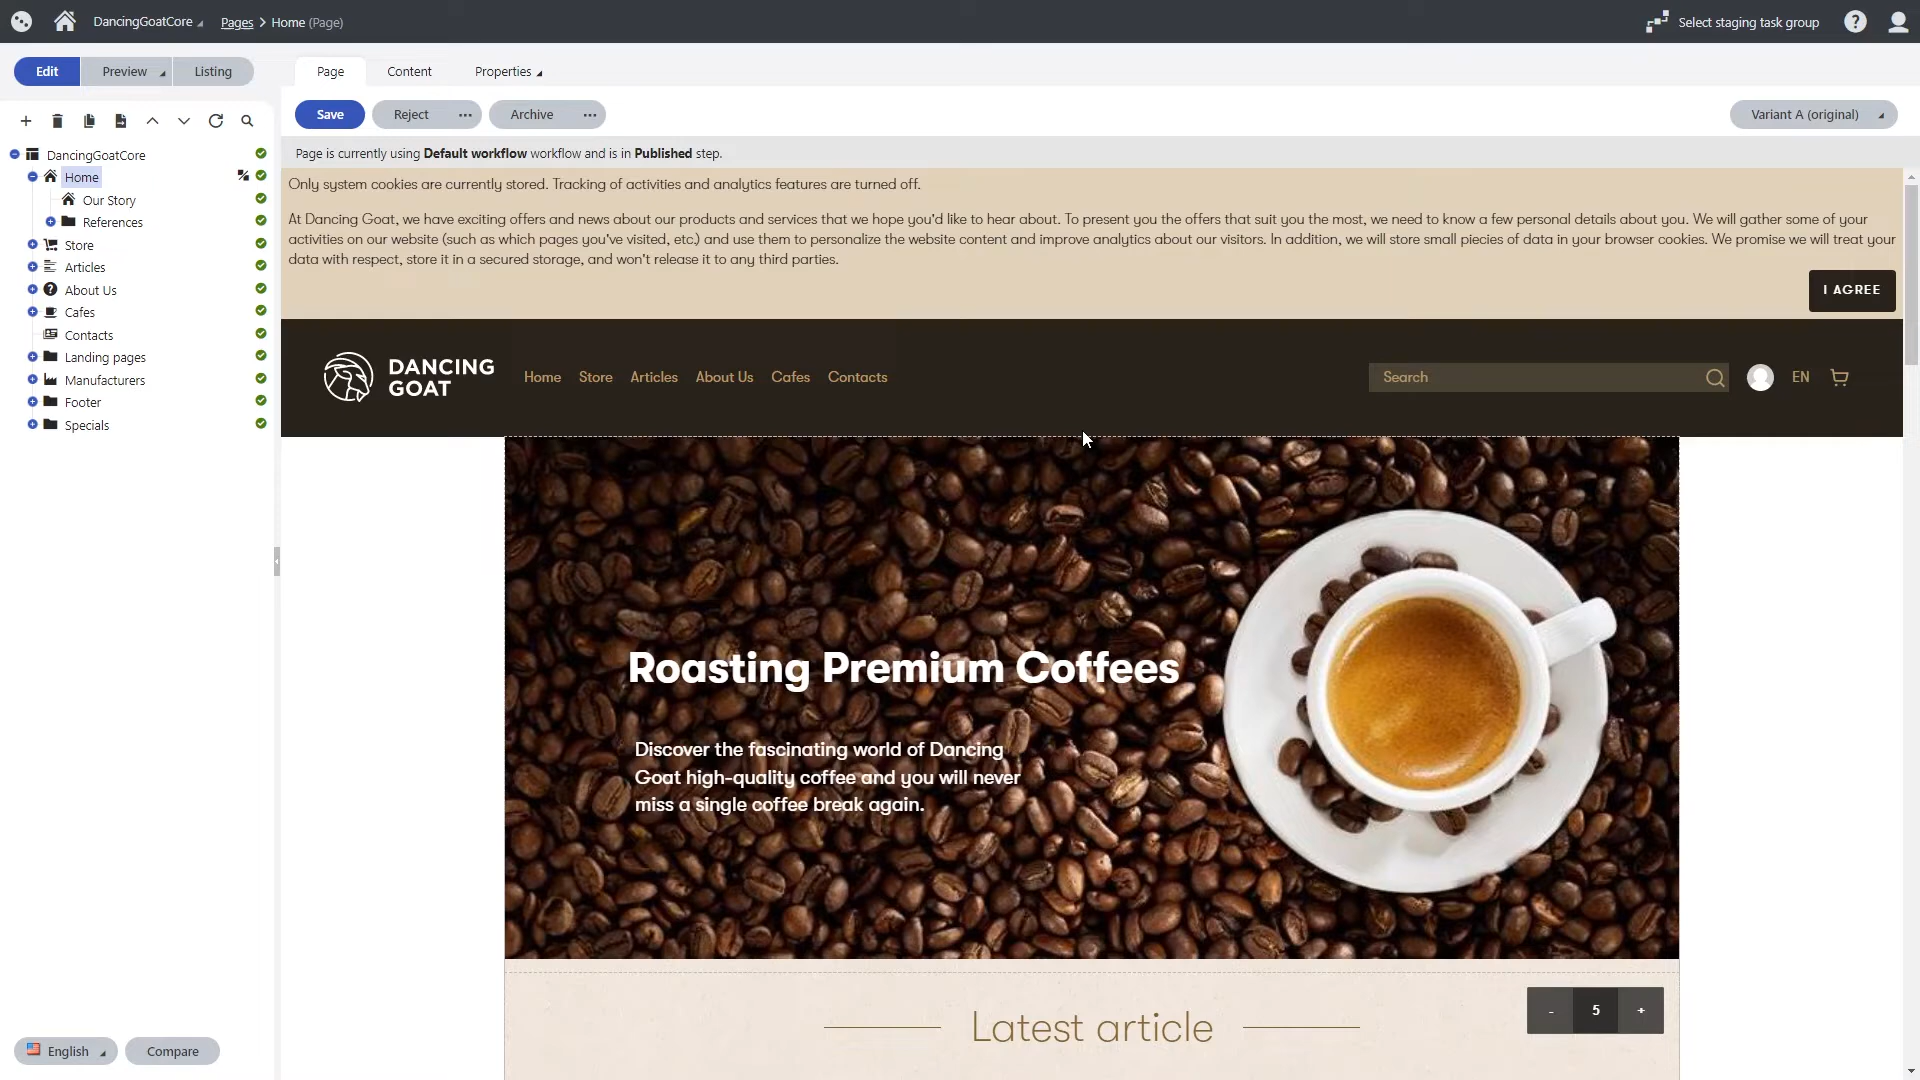 DancingGoatCore
Pages > Home (Page)
Select staging task group
?
Edit
Preview
Listing
Page
Content
Properties
Save
Reject ...
Archive ...
Variant A (original)
Page is currently using Default workflow workflow and is in Published step.
DancingGoatCore
Home
Our Story
References
Store
Articles
About Us
Cafes
Contacts
Landing pages
Manufacturers
Footer
Specials
English
Compare
Only system cookies are currently stored. Tracking of activities and analytics features are turned off.
At Dancing Goat, we have exciting offers and news about our products and services that we hope you'd like to hear about. To present you the offers that suit you the most, we need to know a few personal details about you. We will gather some of your
activities on our website (such as which pages you've visited, etc.) and use them to personalize the website content and improve analytics about our visitors. In addition, we will store small piecies of data in your browser cookies. We promise we will treat your
data with respect, store it in a secured storage, and won't release it to any third parties.
I AGREE
DANCING
GOAT
Home
Store
Articles
About Us
Cafes
Contacts
Search
EN
Roasting Premium Coffees
Discover the fascinating world of Dancing
Goat high-quality coffee and you will never
miss a single coffee break again.
- 5 +
Latest article